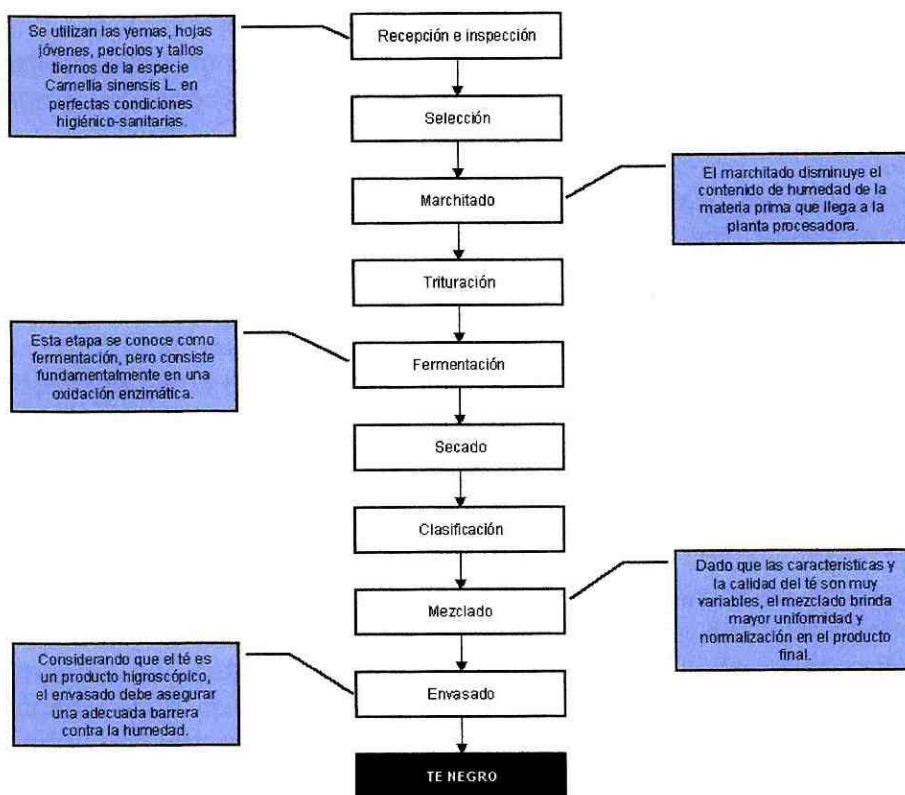 Se utilizan las yemas, hojas
jóvenes, pecíolos y tallos
tiernos de la especie
Camellia sinensis L. en
perfectas condiciones
higiénico-sanitarias.
Recepción e inspección
Selección
Marchitado
El marchitado disminuye el
contenido de humedad de la
materia prima que llega a la
planta procesadora.
Trituración
Esta etapa se conoce como
fermentación, pero consiste
fundamentalmente en una
oxidación enzimática.
Fermentación
Secado
Clasificación
Mezclado
Dado que las características y
la calidad del té son muy
variables, el mezclado brinda
mayor uniformidad y
normalización en el producto
final.
Considerando que el té es
un producto higroscópico,
el envasado debe asegurar
una adecuada barrera
contra la humedad.
Envasado
TE NEGRO